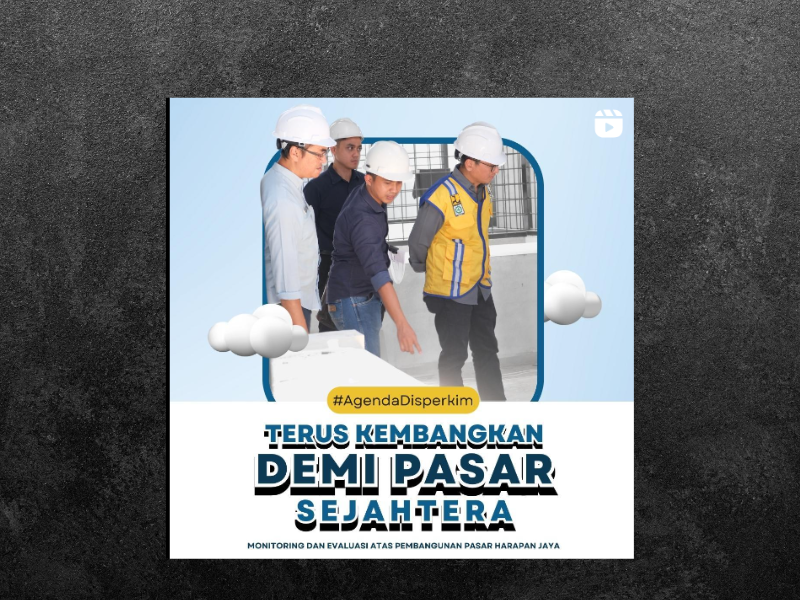 #AgendaDisperkim
TERUS KEMBANGKAN
DEMI PASAR
SEJAHTERA
MONITORING DAN EVALUASI ATAS PEMBANGUNAN PASAR HARAPAN JAYA